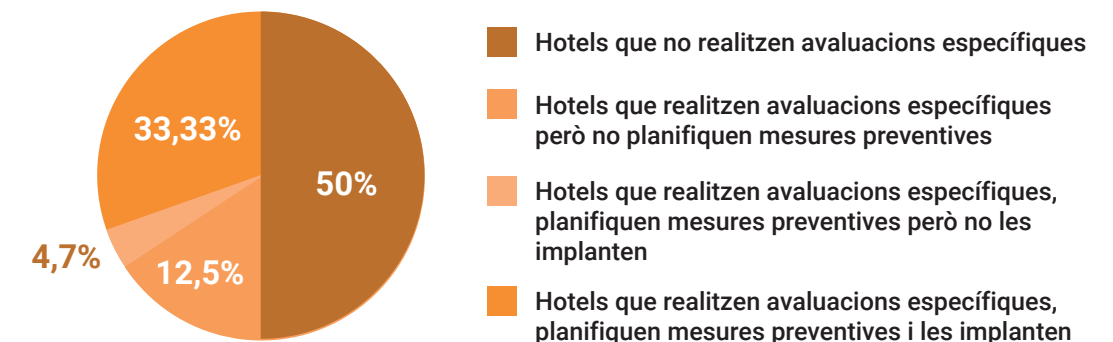 33,33%
50%
4,7%
12,5%
Hotels que no realitzen avaluacions específiques
Hotels que realitzen avaluacions específiques
però no planifiquen mesures preventives
Hotels que realitzen avaluacions específiques,
planifiquen mesures preventives però no les
implanten
Hotels que realitzen avaluacions específiques,
planifiquen mesures preventives i les implanten